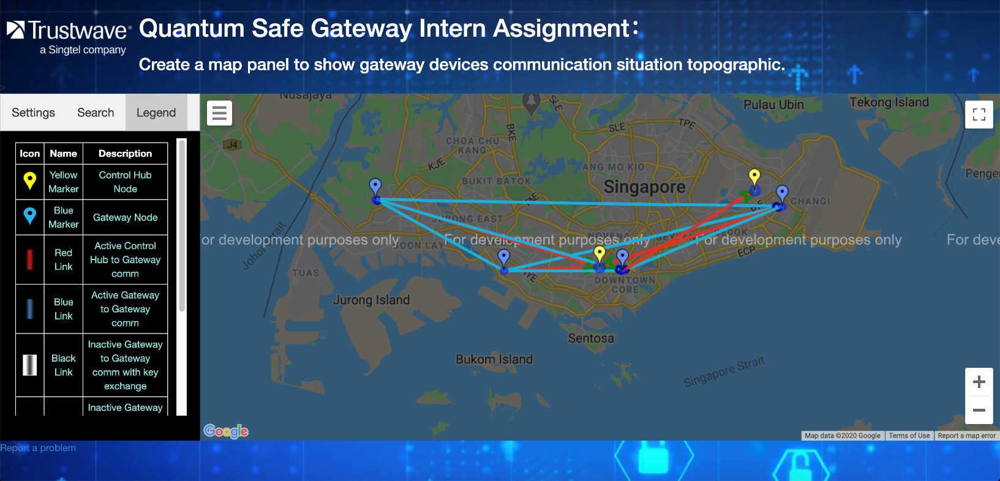 Trustwave®
a Singtel company
Quantum Safe Gateway Intern Assignment:
Create a map panel to show gateway devices communication situation topographic.
>
Settings Search Legend
Icon Name Description
Yellow
Marker
Control Hub
Node
Blue
Marker
Gateway Node
Red
Link
Active Control
Hub to Gateway
comm
Blue
Link
Active Gateway
to Gateway
comm
Black
Link
Inactive Gateway
to Gateway
comm with key
exchange
Inactive Gateway
Nusajaya
SLE
Pulau Ubin
Tekong Island
BKE
SLE
TPE
J4
CHOA CHU
KANG
KJE
ANG MO KIO
BUKIT BATOK
Singapore
Penger
CHANGI
JURONG EAST
Johor Strait
for development purposes only
For development purposes only
For development purposes only
For deve
NOVENA
GEYLANG
BEDOK
BOON LAY
ECP
TUAS
AYE
DOWNTOWN
CORE
Jurong Island
Sentosa
Bukom Island
Singapore Strait
+
−
Google
Map data ©2020 Google Terms of Use Report a map error
Report a problem